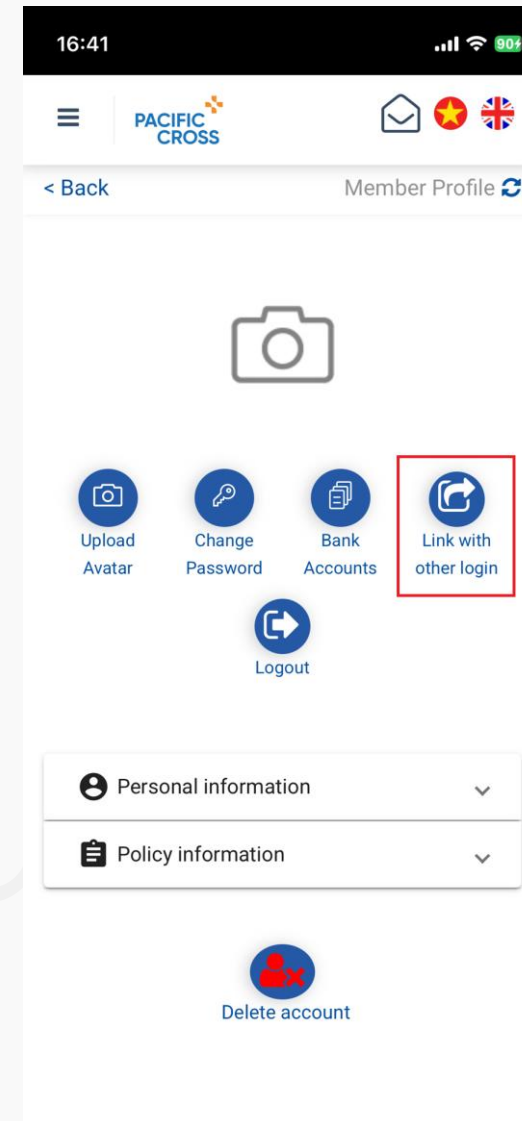 16:41
90
PACIFIC
CROSS
< Back
Member Profile
Upload
Avatar
Change
Password
Bank
Accounts
Link with
other login
Logout
Personal information
Policy information
Delete account